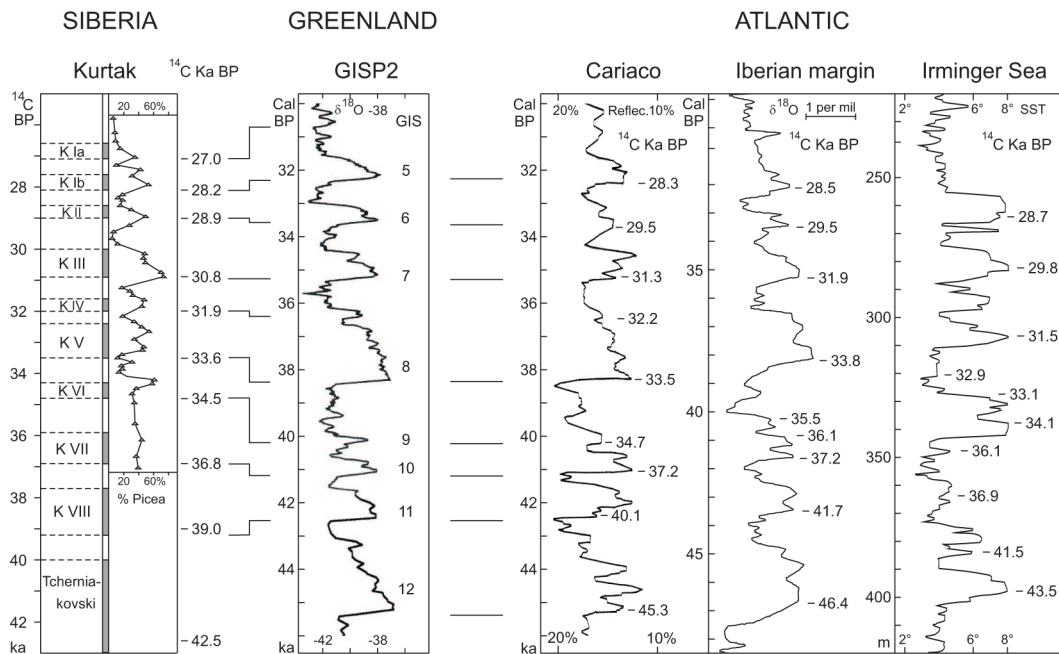 SIBERIA
GREENLAND
ATLANTIC
Kurtak
14C Ka BP
GISP2
Cariaco
Iberian margin
Irminger Sea
14C BP
20 60%
Cal BP
δ18O -38
GIS
Cal BP
20% Reflec.10%
δ18O 1 per mil
2° 6° 8° SST
14C Ka BP
14C Ka BP
14C Ka BP
28
30
32
34
36
38
40
42
ka
K Ia
K Ib
K II
K III
K IV
K V
K VI
K VII
K VIII
Tchernia-
kovski
20 60%
% Picea
27.0
28.2
28.9
30.8
31.9
33.6
34.5
36.8
39.0
42.5
32
34
36
38
40
42
44
ka
5
6
7
8
9
10
11
12
-42 -38
32
34
36
38
40
42
44
ka
28.3
29.5
31.3
32.2
33.5
34.7
37.2
40.1
45.3
20% 10%
35
40
45
28.5
29.5
31.9
33.8
35.5
36.1
37.2
41.7
46.4
250
300
350
400
m
28.7
29.8
31.5
32.9
33.1
34.1
36.1
36.9
41.5
43.5
2° 6° 8°